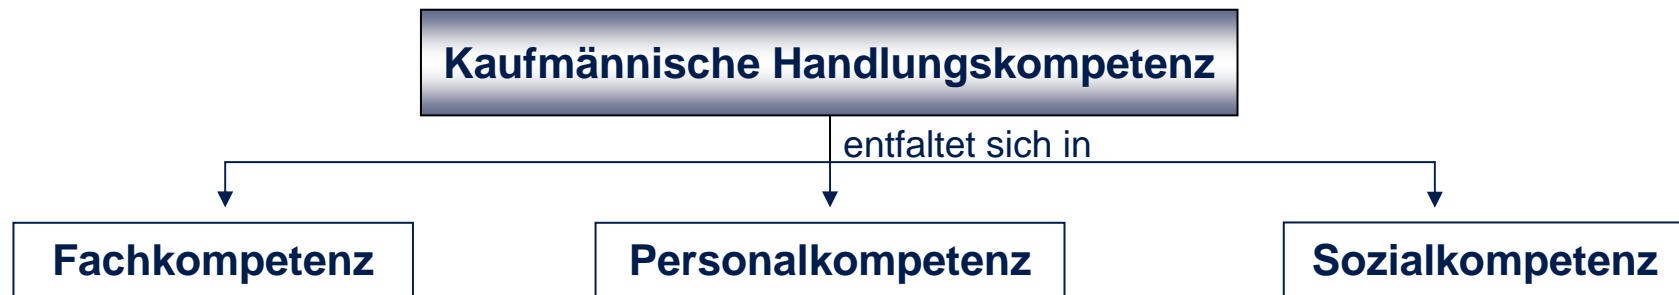 Kaufmännische Handlungskompetenz
entfaltet sich in
Fachkompetenz
Personalkompetenz
Sozialkompetenz